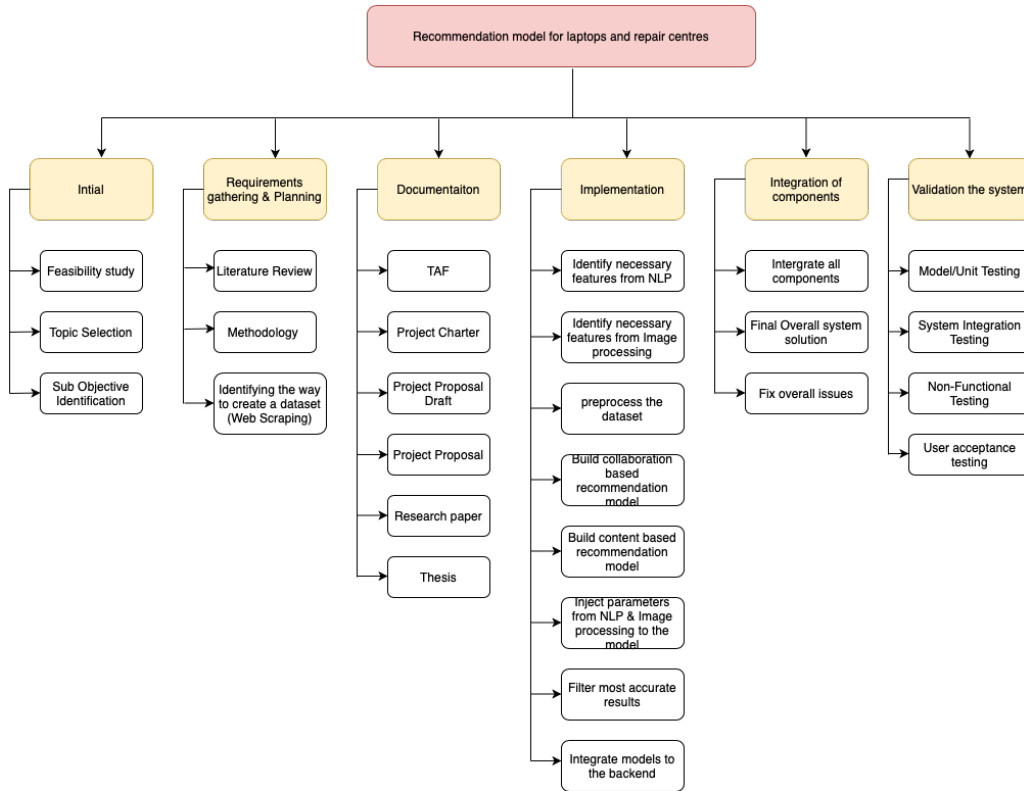 Recommendation model for laptops and repair centres
Intial
Requirements
gathering & Planning
Documentaiton
Implementation
Integration of
components
Validation the system
Feasibility study
Topic Selection
Sub Objective
Identification
Literature Review
Methodology
Identifying the way
to create a dataset
(Web Scraping)
TAF
Project Charter
Project Proposal
Draft
Project Proposal
Research paper
Thesis
Identify necessary
features from NLP
Identify necessary
features from Image
processing
preprocess the
dataset
Build collaboration
based
recommendation
model
Build content based
recommendation
model
Inject parameters
from NLP & Image
processing to the
model
Filter most accurate
results
Integrate models to
the backend
Intergrate all
components
Final Overall system
solution
Fix overall issues
Model/Unit Testing
System Integration
Testing
Non-Functional
Testing
User acceptance
testing